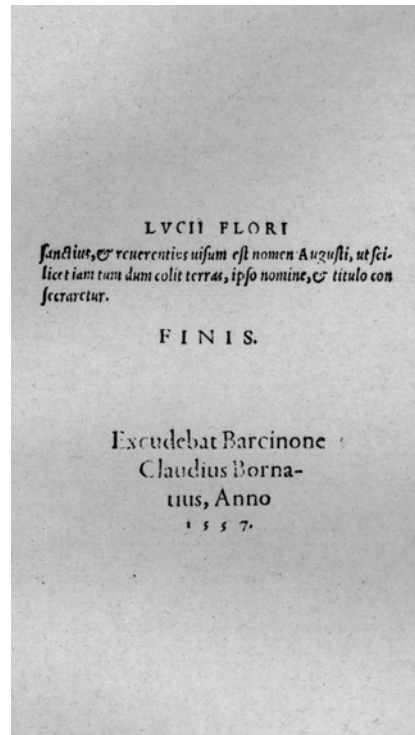 LVCII FLORI
sanctius, & reuerentius uisum est nomen Augusti, ut sci-
licet iam tum dum colit terras, ipso nomine, & titulo con
secraretur.
FINIS.
Excudebat Barcinone
Claudius Borna-
tius, Anno
1557.